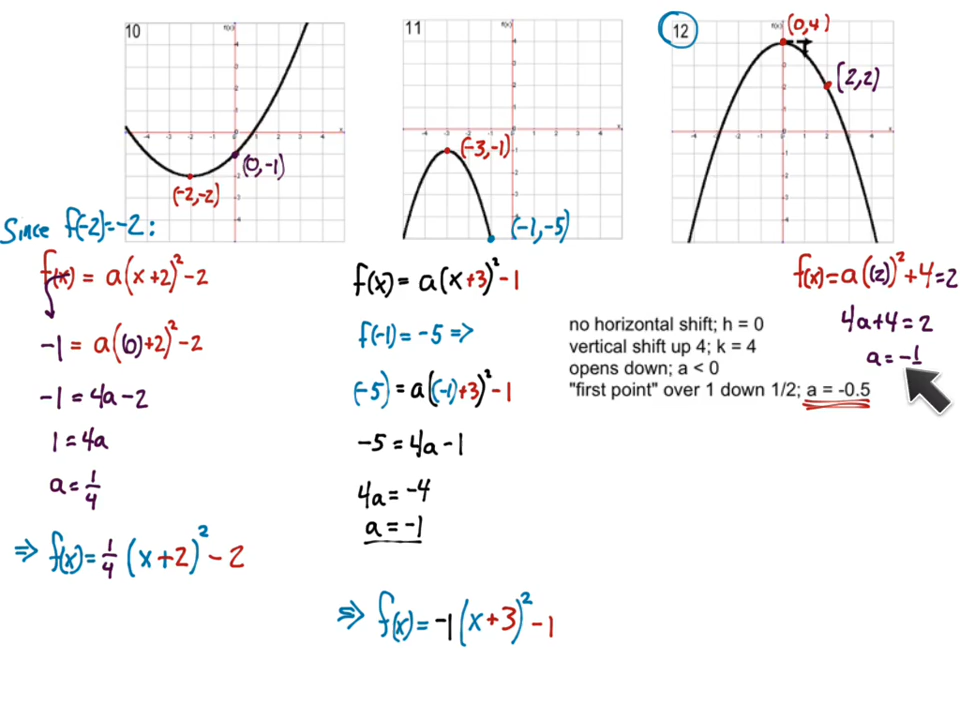 10
(-2,-2)
(0,-1)
Since f(-2)=-2:
f(x) = a(x+2)²-2
-1 = a((0)+2)²-2
-1 = 4a-2
1 = 4a
a = 1/4
⇒ f(x) = 1/4 (x+2)² - 2
11
(-3,-1)
(-1,-5)
f(x) = a(x+3)²-1
f(-1) = -5 ⇒
(-5) = a((-1)+3)²-1
-5 = 4a-1
4a = -4
a = -1
⇒ f(x) = -1(x+3)²-1
12
(0,4)
(2,2)
f(x)=a((2))²+4=2
4a+4=2
a=-1
no horizontal shift; h = 0
vertical shift up 4; k = 4
opens down; a < 0
"first point" over 1 down 1/2; a = -0.5